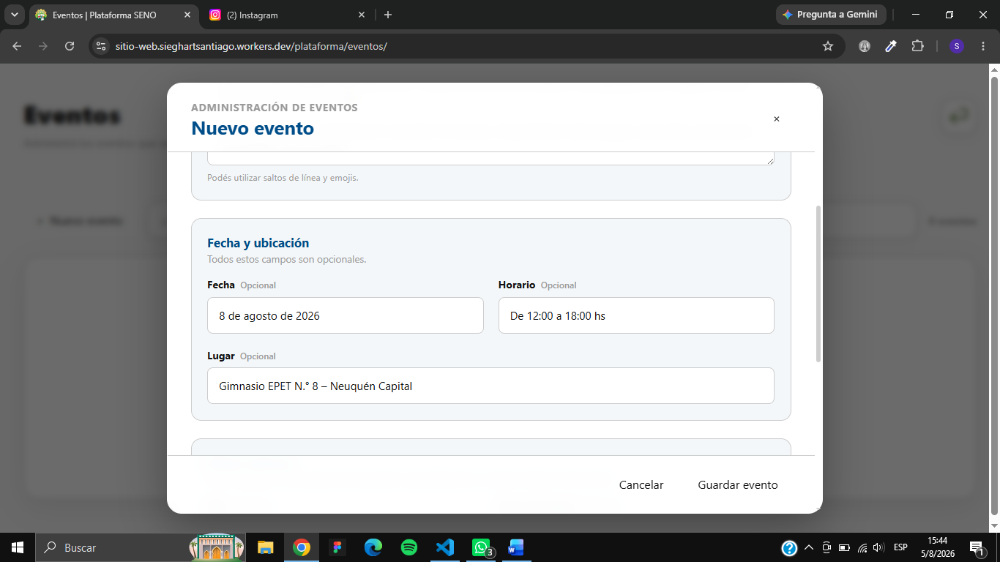 Eventos | Plataforma SENO
(2) Instagram
Pregunta a Gemini
sitio-web.sieghartsantiago.workers.dev/plataforma/eventos/
S
Eventos
ADMINISTRACIÓN DE EVENTOS
Nuevo evento
×
Podés utilizar saltos de línea y emojis.
Nuevo evento
Fecha y ubicación
Todos estos campos son opcionales.
Fecha Opcional
Horario Opcional
8 de agosto de 2026
De 12:00 a 18:00 hs
Lugar Opcional
Gimnasio EPET N.° 8 – Neuquén Capital
Cancelar
Guardar evento
Buscar
3
ESP
15:44
5/8/2026
1